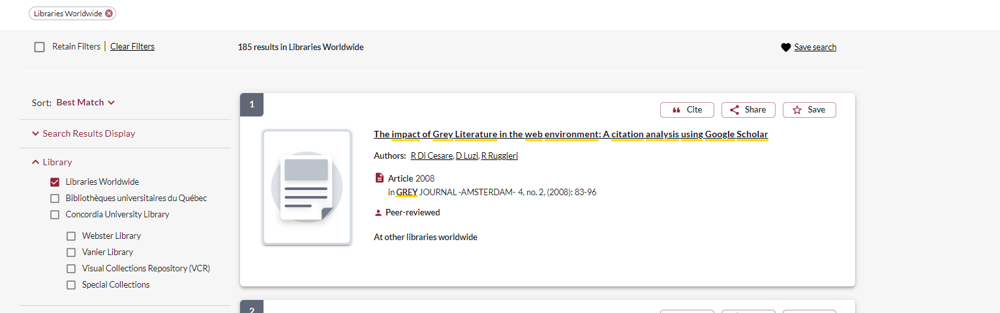 Libraries Worldwide
Retain Filters | Clear Filters
185 results in Libraries Worldwide
Save search
Sort: Best Match
Search Results Display
Library
Libraries Worldwide
Bibliothèques universitaires du Québec
Concordia University Library
Webster Library
Vanier Library
Visual Collections Repository (VCR)
Special Collections
1
Cite
Share
Save
The impact of Grey Literature in the web environment: A citation analysis using Google Scholar
Authors: R Di Cesare, D Luzi, R Ruggieri
Article 2008
in GREY JOURNAL -AMSTERDAM- 4, no. 2, (2008): 83-96
Peer-reviewed
At other libraries worldwide
2